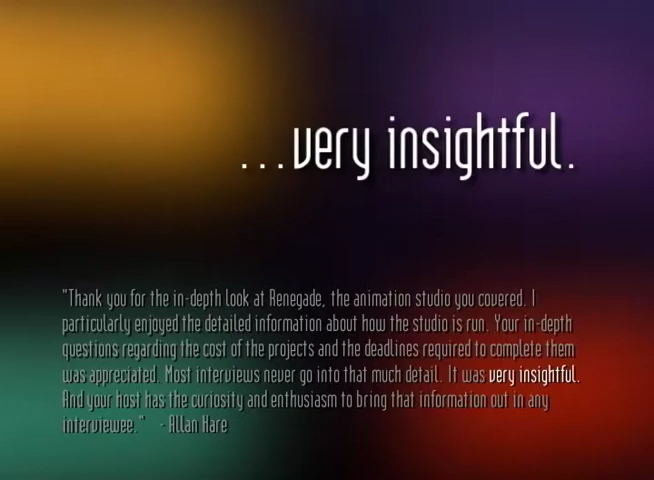 ...very insightful.
"Thank you for the in-depth look at Renegade, the animation studio you covered. I
particularly enjoyed the detailed information about how the studio is run. Your in-depth
questions regarding the cost of the projects and the deadlines required to complete them
was appreciated. Most interviews never go into that much detail. It was very insightful.
And your host has the curiosity and enthusiasm to bring that information out in any
interviewee." - Allan Hare